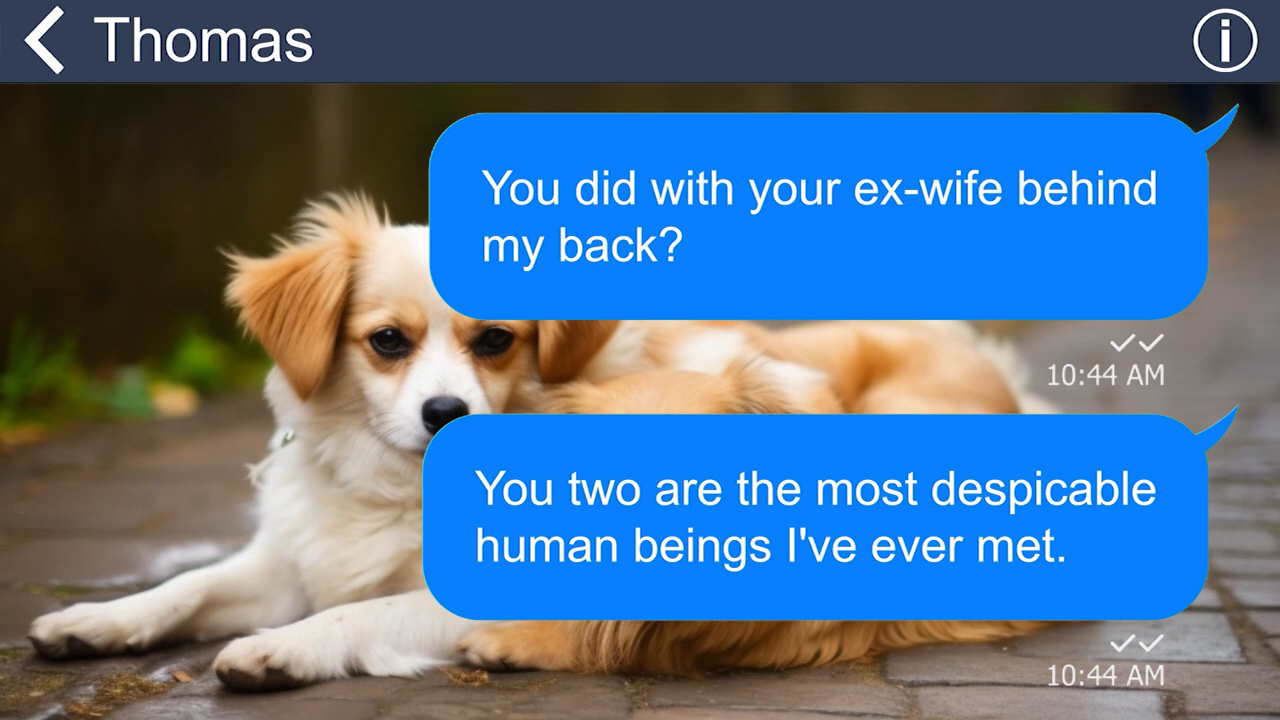 Thomas
You did with your ex-wife behind
my back?
10:44 AM
You two are the most despicable
human beings I've ever met.
10:44 AM